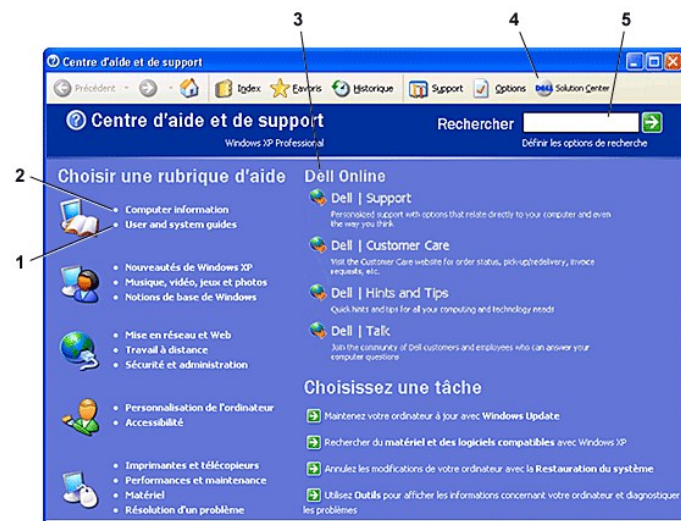 3
4
5
Centre d'aide et de support
Précédent
Index
Favoris
Historique
Support
Options
DELL Solution Center
Centre d'aide et de support
Windows XP Professional
Rechercher
Définir les options de recherche
2
1
Choisir une rubrique d'aide
Computer information
User and system guides
Nouveautés de Windows XP
Musique, vidéo, jeux et photos
Notions de base de Windows
Mise en réseau et Web
Travail à distance
Sécurité et administration
Personnalisation de l'ordinateur
Accessibilité
Imprimantes et télécopieurs
Performances et maintenance
Matériel
Résolution d'un problème
Dell Online
Dell | Support
Personalized support with options that relate directly to your computer and even
the way you think
Dell | Customer Care
Visit the Customer Care website for order status, pick-up/redelivery, invoice
requests, etc.
Dell | Hints and Tips
Quick hints and tips for all your computing and technology needs
Dell | Talk
Join the community of Dell customers and employees who can answer your
computer questions
Choisissez une tâche
Maintenez votre ordinateur à jour avec Windows Update
Rechercher du matériel et des logiciels compatibles avec Windows XP
Annulez les modifications de votre ordinateur avec la Restauration du système
Utilisez Outils pour afficher les informations concernant votre ordinateur et diagnostiquer
les problèmes